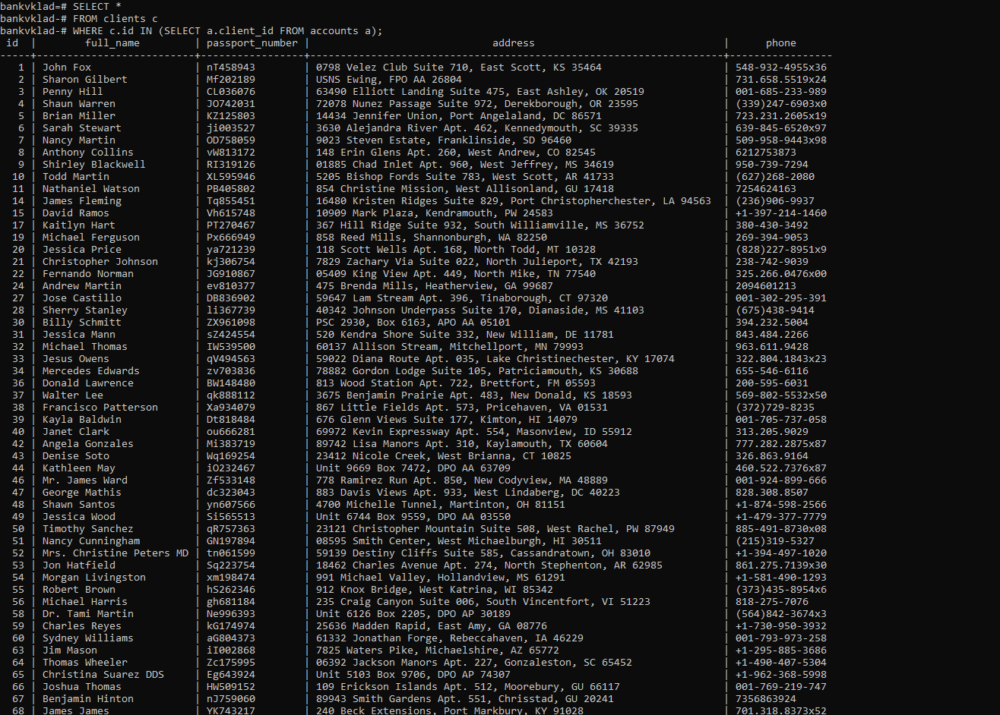 bankvklad=# SELECT *
bankvklad-# FROM clients c
bankvklad-# WHERE c.id IN (SELECT a.client_id FROM accounts a);
 id |        full_name        | passport_number |                              address                              |      phone
----+-------------------------+-----------------+-------------------------------------------------------------------+-----------------
  1 | John Fox | nT458943 | 0798 Velez Club Suite 710, East Scott, KS 35464 | 548-932-4955x36
  2 | Sharon Gilbert | Mf202189 | USNS Ewing, FPO AA 26804 | 731.658.5519x24
  3 | Penny Hill | CL036076 | 63490 Elliott Landing Suite 475, East Ashley, OK 20519 | 001-685-233-989
  4 | Shaun Warren | JO742031 | 72078 Nunez Passage Suite 972, Derekborough, OR 23595 | (339)247-6903x0
  5 | Brian Miller | KZ125803 | 14434 Jennifer Union, Port Angelaland, DC 86571 | 723.231.2605x19
  6 | Sarah Stewart | ji003527 | 3630 Alejandra River Apt. 462, Kennedymouth, SC 39335 | 639-845-6520x97
  7 | Nancy Martin | OD758059 | 9023 Steven Estate, Franklinside, SD 96460 | 509-958-9443x98
  8 | Anthony Collins | vW813172 | 148 Erin Glens Apt. 260, West Andrew, CO 82545 | 6212753873
  9 | Shirley Blackwell | RI319126 | 01885 Chad Inlet Apt. 960, West Jeffrey, MS 34619 | 950-739-7294
 10 | Todd Martin | XL595946 | 5205 Bishop Fords Suite 783, West Scott, AR 41733 | (627)268-2080
 11 | Nathaniel Watson | PB405802 | 854 Christine Mission, West Allisonland, GU 17418 | 7254624163
 14 | James Fleming | Tq855451 | 16480 Kristen Ridges Suite 829, Port Christopherchester, LA 94563 | (236)906-9937
 15 | David Ramos | Vh615748 | 10909 Mark Plaza, Kendramouth, PW 24583 | +1-397-214-1460
 17 | Kaitlyn Hart | PT270467 | 367 Hill Ridge Suite 932, South Williamville, MS 36752 | 380-430-3492
 19 | Michael Ferguson | Px666949 | 858 Reed Mills, Shannonburgh, WA 82250 | 269-394-9053
 20 | Jessica Price | ya721239 | 118 Scott Wells Apt. 168, North Todd, MT 10328 | (828)227-8951x9
 21 | Christopher Johnson | kj306754 | 7829 Zachary Via Suite 022, North Julieport, TX 42193 | 238-742-9039
 22 | Fernando Norman | JG910867 | 05409 King View Apt. 449, North Mike, TN 77540 | 325.266.0476x00
 24 | Andrew Martin | ev810377 | 475 Brenda Mills, Heatherview, GA 99687 | 2094601213
 27 | Jose Castillo | DB836902 | 59647 Lam Stream Apt. 396, Tinaborough, CT 97320 | 001-302-295-391
 28 | Sherry Stanley | li367739 | 40342 Johnson Underpass Suite 170, Dianaside, MS 41103 | (675)438-9414
 30 | Billy Schmitt | ZX961098 | PSC 2930, Box 6163, APO AA 05101 | 394.232.5004
 31 | Jessica Mann | sZ424554 | 520 Kendra Shore Suite 332, New William, DE 11781 | 843.484.2266
 32 | Michael Thomas | IW539500 | 60137 Allison Stream, Mitchellport, MN 79993 | 963.611.9428
 33 | Jesus Owens | qV494563 | 59022 Diana Route Apt. 035, Lake Christinechester, KY 17074 | 322.804.1843x23
 34 | Mercedes Edwards | zv703836 | 78882 Gordon Lodge Suite 105, Patriciamouth, KS 30688 | 655-546-6116
 36 | Donald Lawrence | BW148480 | 813 Wood Station Apt. 722, Brettfort, FM 05593 | 200-595-6031
 37 | Walter Lee | qk888112 | 3675 Benjamin Prairie Apt. 483, New Donald, KS 18593 | 569-802-5532x50
 38 | Francisco Patterson | Xa934079 | 867 Little Fields Apt. 573, Pricehaven, VA 01531 | (372)729-8235
 39 | Kayla Baldwin | Dt818484 | 676 Glenn Views Suite 177, Kimton, HI 14079 | 001-705-737-058
 40 | Janet Clark | ou666281 | 69972 Kevin Expressway Apt. 554, Masonview, ID 55912 | 313.205.9029
 42 | Angela Gonzales | Mi383719 | 89742 Lisa Manors Apt. 310, Kaylamouth, TX 60604 | 777.282.2875x87
 43 | Denise Soto | Wq169254 | 23412 Nicole Creek, West Brianna, CT 10825 | 326.863.9164
 44 | Kathleen May | iO232467 | Unit 9669 Box 7472, DPO AA 63709 | 460.522.7376x87
 46 | Mr. James Ward | Zf533148 | 778 Ramirez Run Apt. 850, New Codyview, MA 48889 | 001-924-899-666
 47 | George Mathis | dc323043 | 883 Davis Views Apt. 933, West Lindaberg, DC 40223 | 828.308.8507
 48 | Shawn Santos | yn607566 | 4700 Michelle Tunnel, Martinton, OH 81151 | +1-874-598-2566
 49 | Jessica Wood | Si565513 | Unit 6744 Box 9559, DPO AA 03550 | +1-479-377-7779
 50 | Timothy Sanchez | qR757363 | 23121 Christopher Mountain Suite 508, West Rachel, PW 87949 | 885-491-8730x08
 51 | Nancy Cunningham | GN197894 | 08595 Smith Center, West Michaelburgh, HI 30511 | (215)319-5327
 52 | Mrs. Christine Peters MD | tn061599 | 59139 Destiny Cliffs Suite 585, Cassandratown, OH 83010 | +1-394-497-1020
 53 | Jon Hatfield | Sq223754 | 18462 Charles Avenue Apt. 274, North Stephenton, AR 62985 | 861.275.7139x30
 54 | Morgan Livingston | xm198474 | 991 Michael Valley, Hollandview, MS 61291 | +1-581-490-1293
 55 | Robert Brown | hS262346 | 912 Knox Bridge, West Katrina, WI 85342 | (373)435-8954x6
 56 | Michael Harris | gh681184 | 235 Craig Canyon Suite 006, South Vincentfort, VI 51223 | 818-275-7076
 58 | Dr. Tami Martin | Ne996393 | Unit 6126 Box 2205, DPO AP 30189 | (564)842-3674x3
 59 | Charles Reyes | kG174974 | 25636 Madden Rapid, East Amy, GA 08776 | +1-730-950-3932
 60 | Sydney Williams | aG804373 | 61332 Jonathan Forge, Rebeccahaven, IA 46229 | 001-793-973-258
 63 | Jim Mason | iI002868 | 7825 Waters Pike, Michaelshire, AZ 65772 | +1-295-885-3686
 64 | Thomas Wheeler | Zc175995 | 06392 Jackson Manors Apt. 227, Gonzaleston, SC 65452 | +1-490-407-5304
 65 | Christina Suarez DDS | Eg643924 | Unit 5103 Box 9706, DPO AP 74307 | +1-962-368-5998
 66 | Joshua Thomas | HW509152 | 109 Erickson Islands Apt. 512, Moorebury, GU 66117 | 001-769-219-747
 67 | Benjamin Hinton | nJ759060 | 89943 Smith Gardens Apt. 551, Chrisstad, GU 20241 | 7356863924
 68 | James James | YK743217 | 240 Beck Extensions, Port Markbury, KY 91028 | 701.318.8373x52